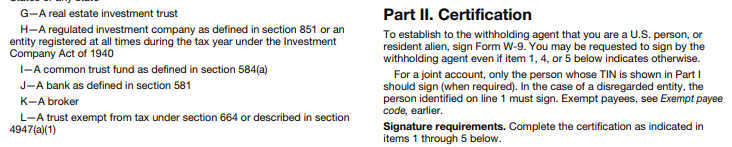 G—A real estate investment trust
H—A regulated investment company as defined in section 851 or an
entity registered at all times during the tax year under the Investment
Company Act of 1940
I—A common trust fund as defined in section 584(a)
J—A bank as defined in section 581
K—A broker
L—A trust exempt from tax under section 664 or described in section
4947(a)(1)
Part II. Certification
To establish to the withholding agent that you are a U.S. person, or
resident alien, sign Form W-9. You may be requested to sign by the
withholding agent even if item 1, 4, or 5 below indicates otherwise.
For a joint account, only the person whose TIN is shown in Part I
should sign (when required). In the case of a disregarded entity, the
person identified on line 1 must sign. Exempt payees, see Exempt payee
code, earlier.
Signature requirements. Complete the certification as indicated in
items 1 through 5 below.